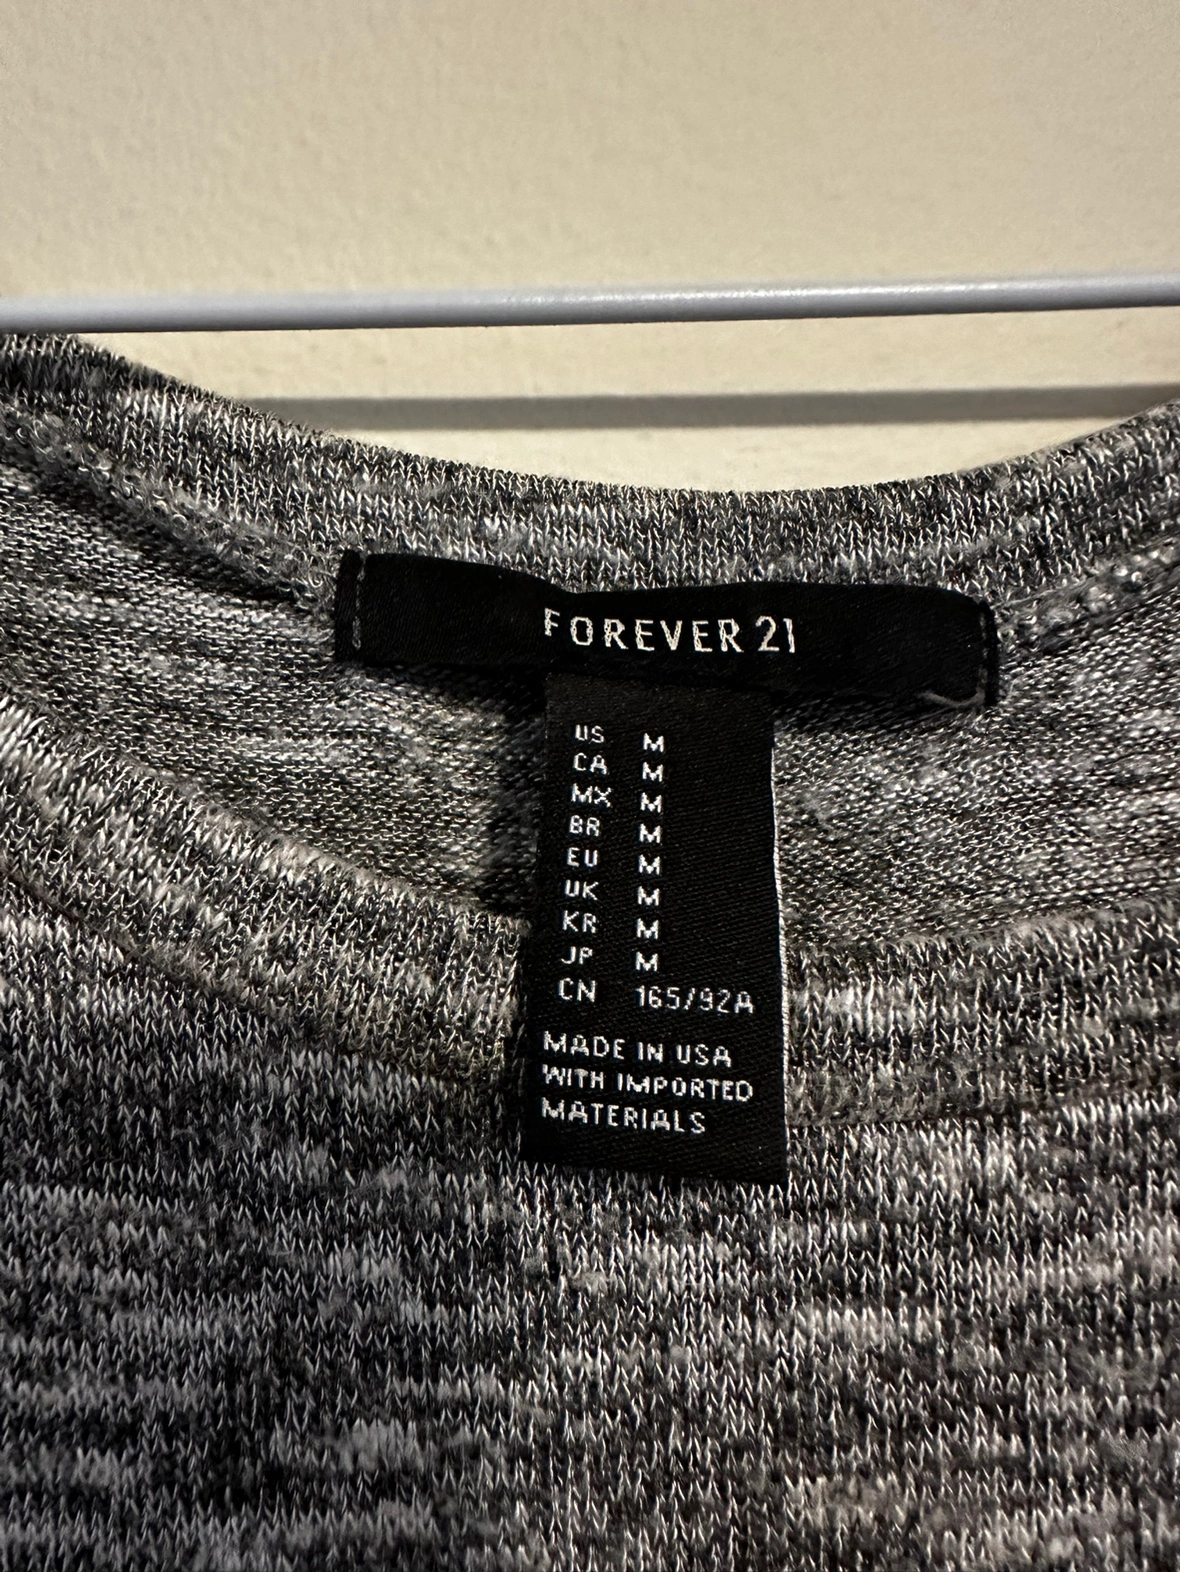 FOREVER 21
US M
CA M
MX M
BR M
EU M
UK M
KR M
JP M
CN 165/92A
MADE IN USA
WITH IMPORTED
MATERIALS